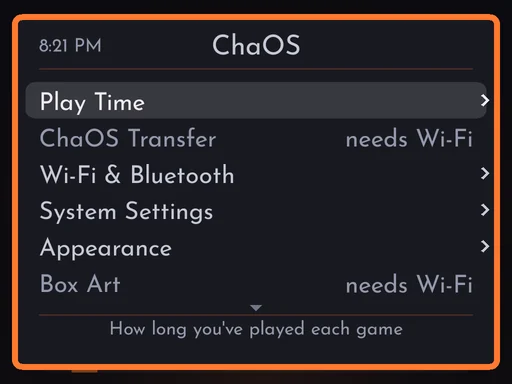 8:21 PM ChaOS
Play Time
ChaOS Transfer needs Wi-Fi
Wi-Fi & Bluetooth
System Settings
Appearance
Box Art needs Wi-Fi
How long you've played each game